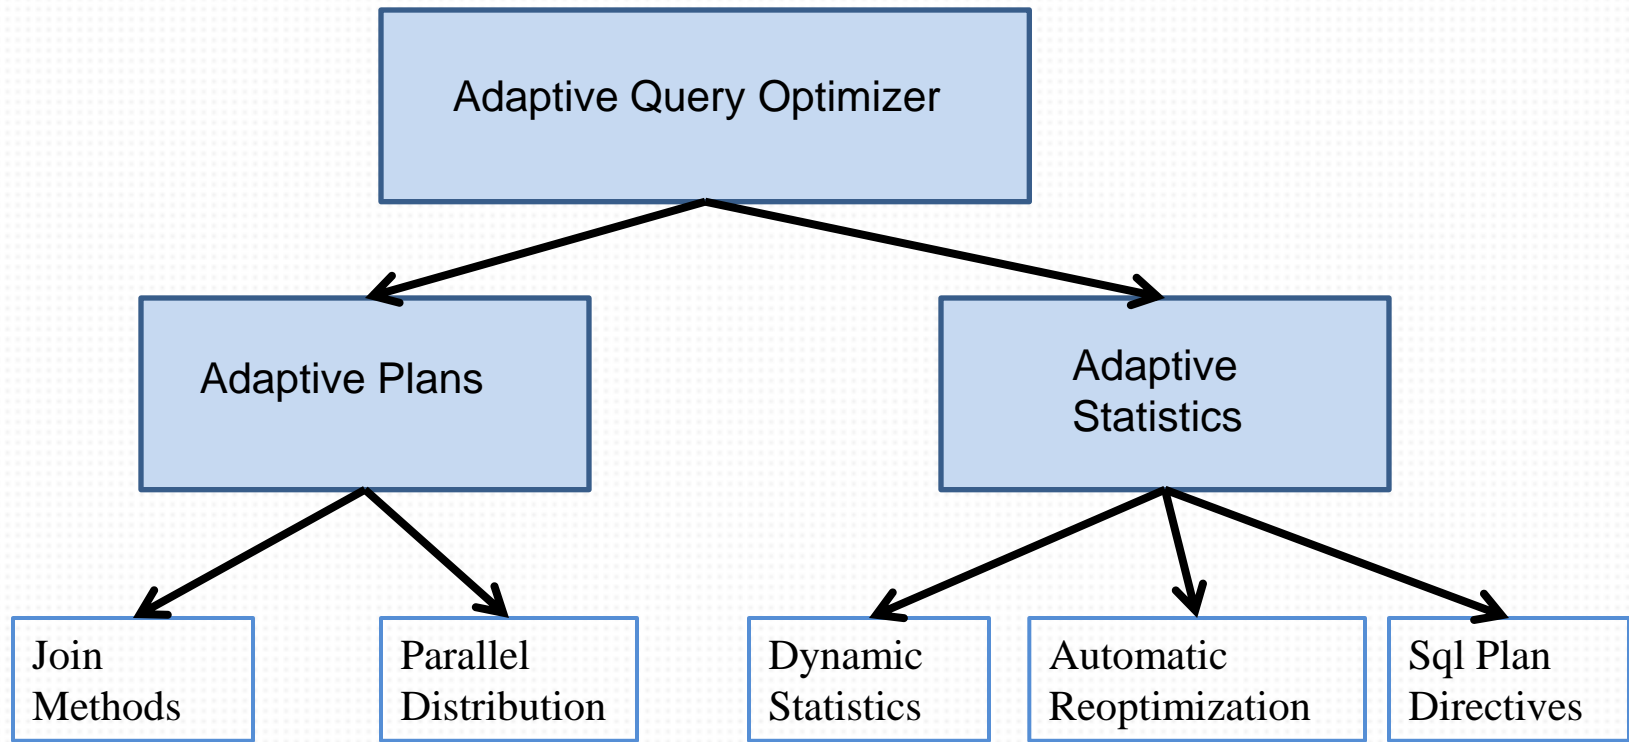 Adaptive Query Optimizer
Adaptive Plans
Adaptive
Statistics
Join
Methods
Parallel
Distribution
Dynamic
Statistics
Automatic
Reoptimization
Sql Plan
Directives